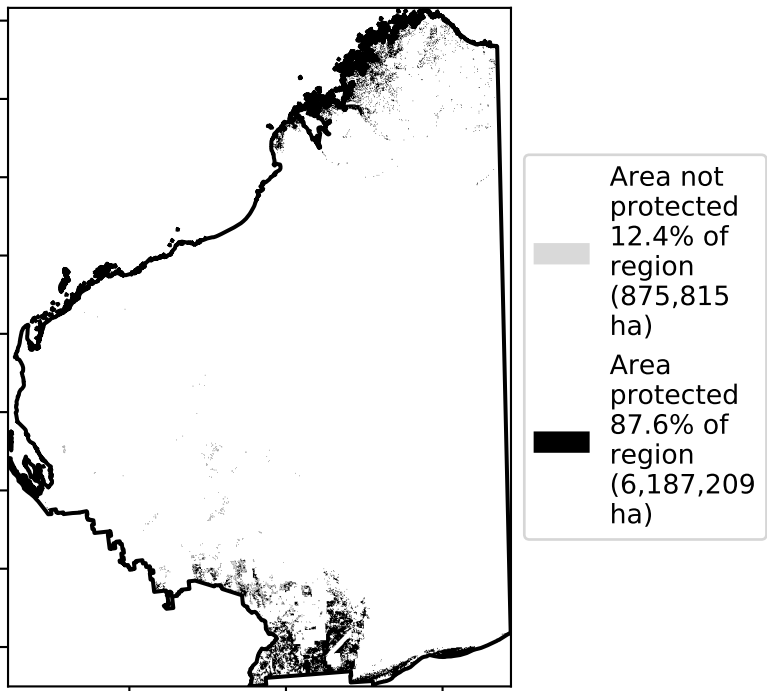 Area not
protected
12.4% of
region
(875,815
ha)
Area
protected
87.6% of
region
(6,187,209
ha)